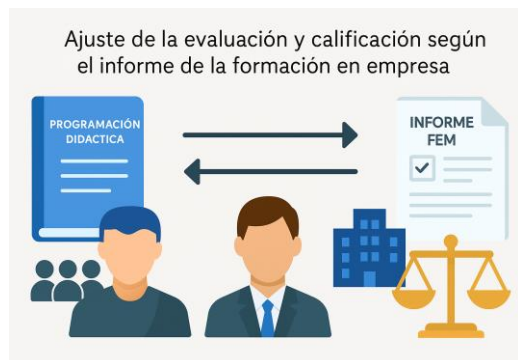 Ajuste de la evaluación y calificación según
el informe de la formación en empresa
PROGRAMACIÓN
DIDACTICA
INFORME
FEM